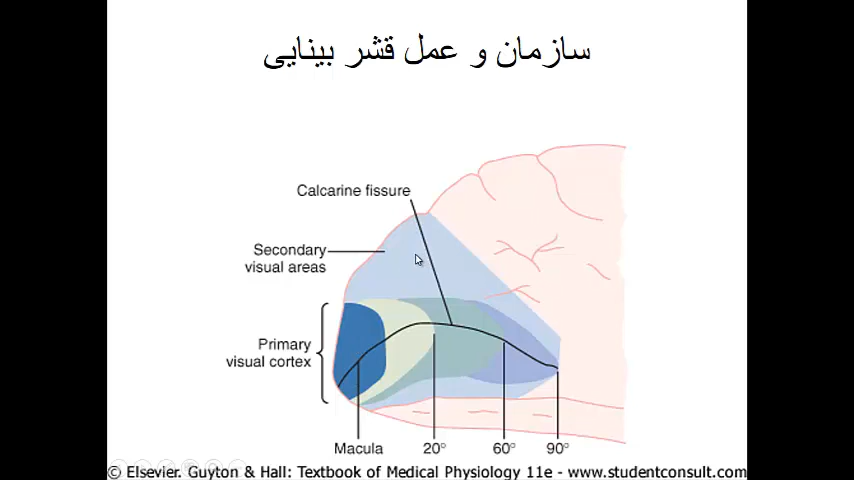 سازمان و عمل قشر بینایی
Calcarine fissure
Secondary
visual areas
Primary
visual cortex
Macula 20° 60° 90°
© Elsevier. Guyton & Hall: Textbook of Medical Physiology 11e - www.studentconsult.com